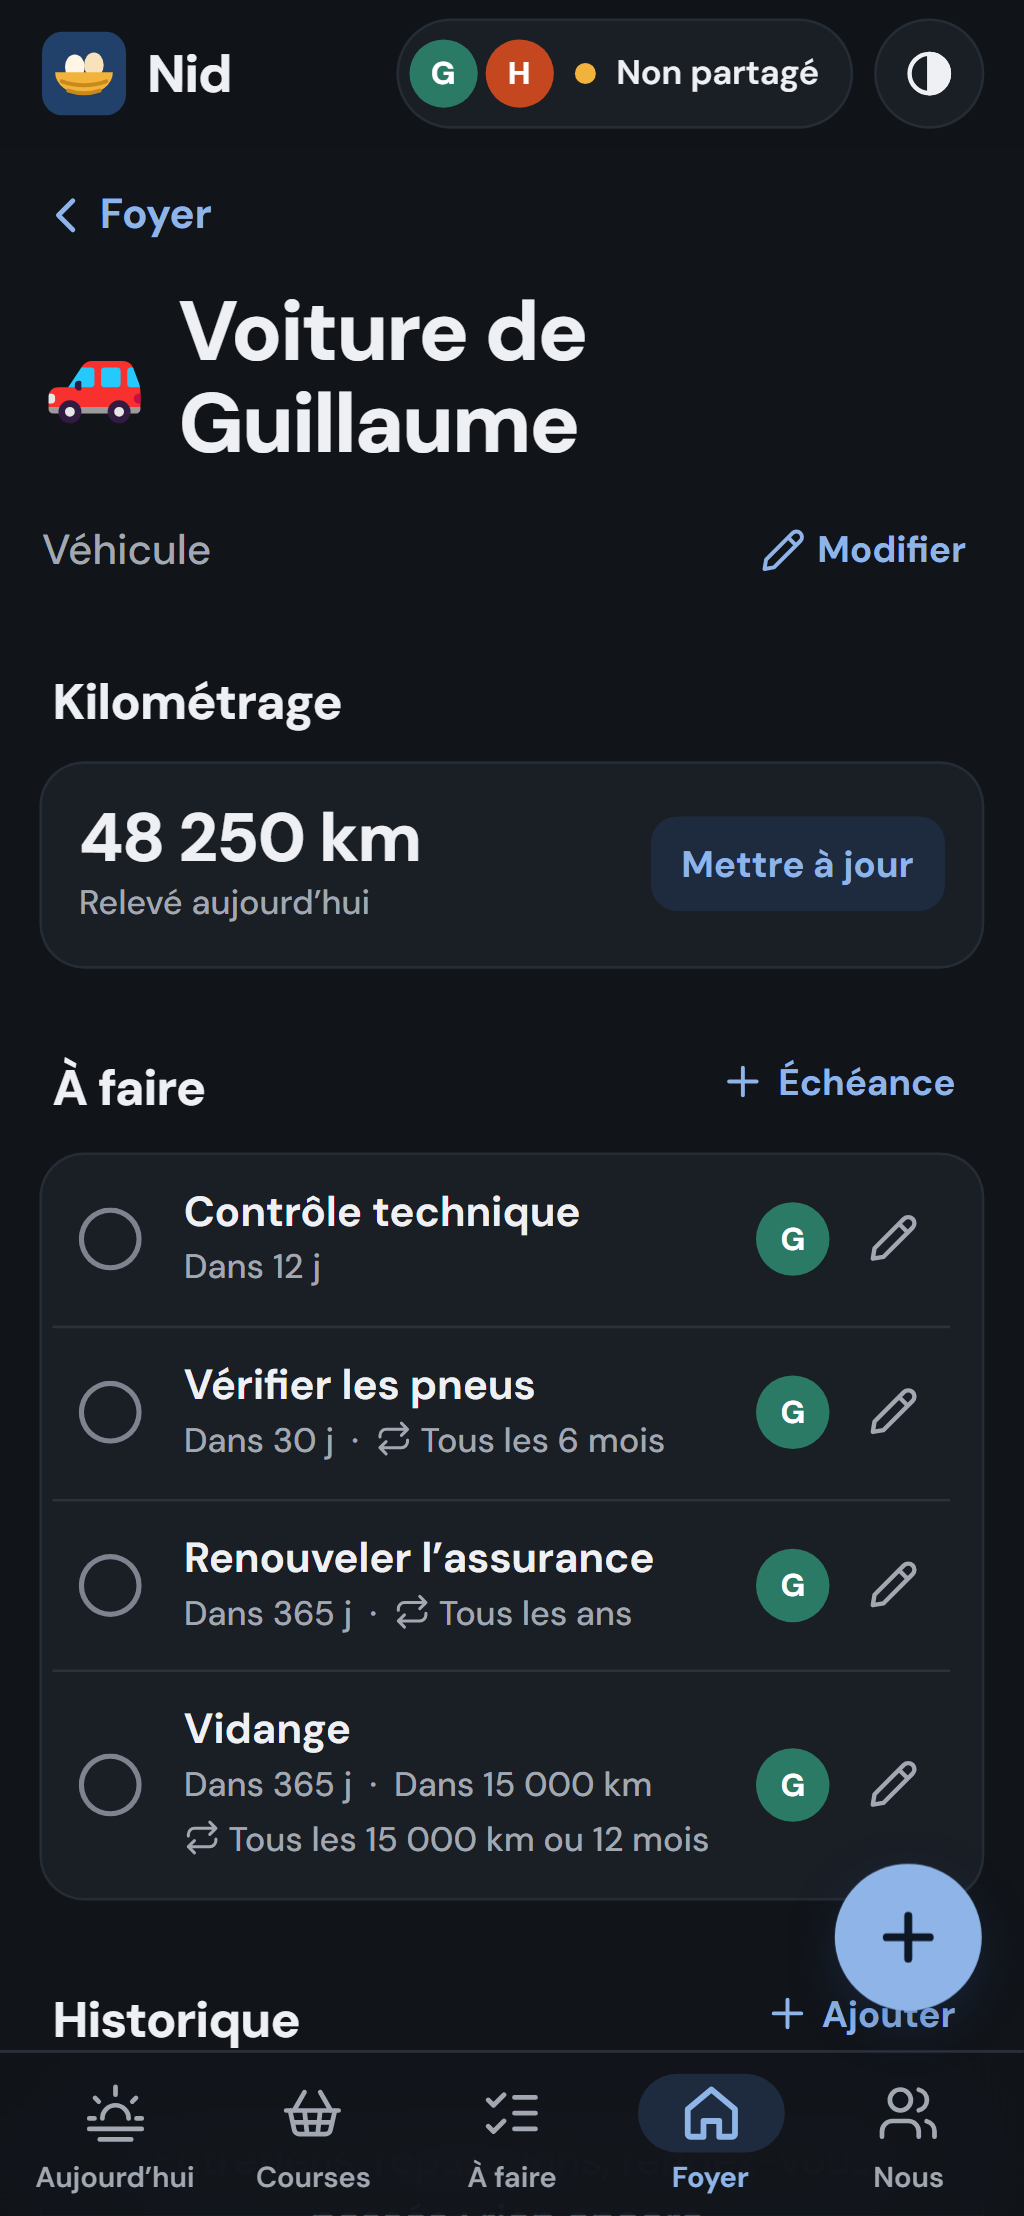 Nid
G H Non partagé
Foyer
Voiture de
Guillaume
Véhicule
Modifier
Kilométrage
48 250 km
Relevé aujourd’hui
Mettre à jour
À faire
Échéance
Contrôle technique
Dans 12 j
G
Vérifier les pneus
Dans 30 j · Tous les 6 mois
G
Renouveler l’assurance
Dans 365 j · Tous les ans
G
Vidange
Dans 365 j · Dans 15 000 km
Tous les 15 000 km ou 12 mois
G
Historique
Ajouter
Aujourd’hui
Courses
À faire
Foyer
Nous